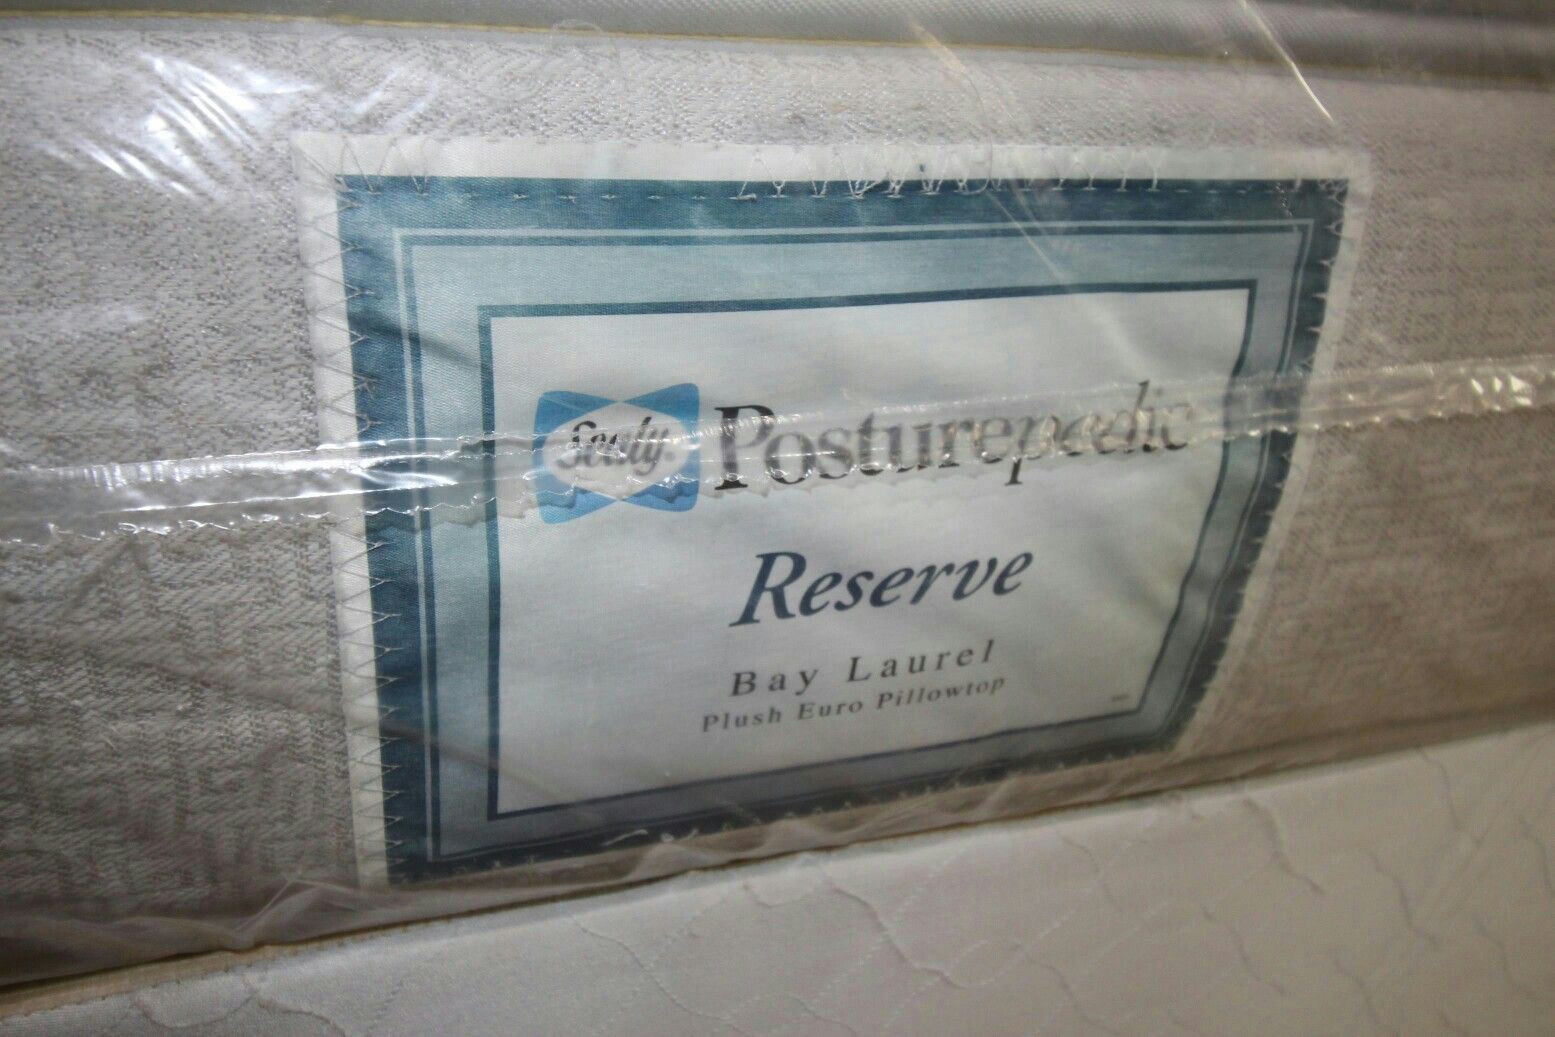 Sealy® Posturepedic
Reserve
Bay Laurel
Plush Euro Pillowtop